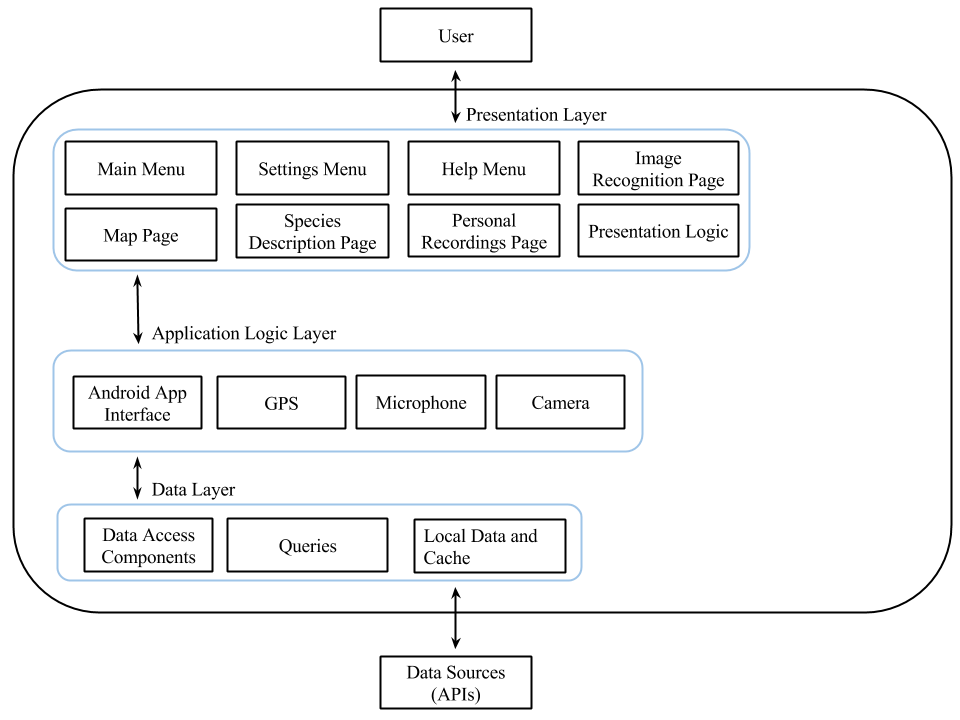 User
Presentation Layer
Main Menu
Settings Menu
Help Menu
Image
Recognition Page
Map Page
Species
Description Page
Personal
Recordings Page
Presentation Logic
Application Logic Layer
Android App
Interface
GPS
Microphone
Camera
Data Layer
Data Access
Components
Queries
Local Data and
Cache
Data Sources
(APIs)